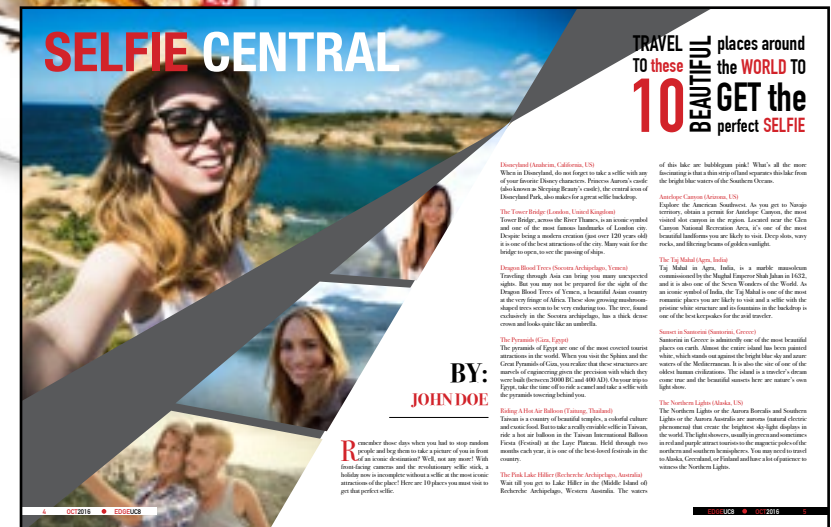 SELFIE CENTRAL
TRAVEL
TO these
10
BEAUTIFUL
places around
the WORLD TO
GET the
perfect SELFIE
BY:
JOHN DOE
Remember those days when you had to stop random
people and beg them to take a picture of you in front
of an iconic destination? Well, not any more! With
front-facing cameras and the revolutionary selfie stick, a
holiday now is incomplete without a selfie at the most iconic
attractions of the place! Here are 10 places you must visit to
get that perfect selfie.
Disneyland (Anaheim, California, US)
When in Disneyland, do not forget to take a selfie with any
of your favorite Disney characters. Princess Aurora's castle
(also known as Sleeping Beauty's castle), the central icon of
Disneyland Park, also makes for a great selfie backdrop.
The Tower Bridge (London, United Kingdom)
Tower Bridge, across the River Thames, is an iconic symbol
and one of the most famous landmarks of London city.
Despite being a modern creation (just over 120 years old)
it is one of the best attractions of the city. Many wait for the
bridge to open, to see the passing of ships.
Dragon Blood Trees (Socotra Archipelago, Yemen)
Traveling through Asia can bring you many unexpected
sights. But you may not be prepared for the sight of the
Dragon Blood Trees of Yemen, a beautiful Asian country
at the very fringe of Africa. These slow growing mushroom-
shaped trees seem to be very enduring too. The tree, found
exclusively in the Socotra archipelago, has a thick dense
crown and looks quite like an umbrella.
The Pyramids (Giza, Egypt)
The pyramids of Egypt are one of the most coveted tourist
attractions in the world. When you visit the Sphinx and the
Great Pyramids of Giza, you realize that these structures are
marvels of engineering given the precision with which they
were built (between 3000 BC and 400 AD). On your trip to
Egypt, take the time off to ride a camel and take a selfie with
the pyramids towering behind you.
Riding A Hot Air Balloon (Taitung, Thailand)
Taiwan is a country of beautiful temples, a colorful culture
and exotic food. But to take a really enviable selfie in Taiwan,
ride a hot air balloon in the Taiwan International Balloon
Fiesta (Festival) at the Luye Plateau. Held through two
months each year, it is one of the best-loved festivals in the
country.
The Pink Lake Hillier (Recherche Archipelago, Australia)
Wait till you get to Lake Hillier in the (Middle Island of)
Recherche Archipelago, Western Australia. The waters
of this lake are bubblegum pink! What's all the more
fascinating is that a thin strip of land separates this lake from
the bright blue waters of the Southern Oceans.
Antelope Canyon (Arizona, US)
Explore the American Southwest. As you get to Navajo
territory, obtain a permit for Antelope Canyon, the most
visited slot canyon in the region. Located near the Glen
Canyon National Recreation Area, it's one of the most
beautiful landforms you are likely to visit. Deep slots, wavy
rocks, and filtering beams of golden sunlight.
The Taj Mahal (Agra, India)
Taj Mahal in Agra, India, is a marble mausoleum
commissioned by the Mughal Emperor Shah Jahan in 1632,
and it is also one of the Seven Wonders of the World. As
an iconic symbol of India, the Taj Mahal is one of the most
romantic places you are likely to visit and a selfie with the
pristine white structure and its fountains in the backdrop is
one of the best keepsakes for the avid traveler.
Sunset in Santorini (Santorini, Greece)
Santorini in Greece is admittedly one of the most beautiful
places on earth. Almost the entire island has been painted
white, which stands out against the bright blue sky and azure
waters of the Mediterranean. It is also the site of one of the
oldest human civilizations. The island is a traveler's dream
come true and the beautiful sunsets here are nature's own
light show.
The Northern Lights (Alaska, US)
The Northern Lights or the Aurora Borealis and Southern
Lights or the Aurora Australis are auroras (natural electric
phenomena) that create the brightest sky-light displays in
the world. The light showers, usually in green and sometimes
in red and purple attract tourists to the magnetic poles of the
northern and southern hemispheres. You may need to travel
to Alaska, Greenland, or Finland and have a lot of patience to
witness the Northern Lights.
4 OCT2016 ● EDGEUC8
EDGEUC8 ● OCT2016 5